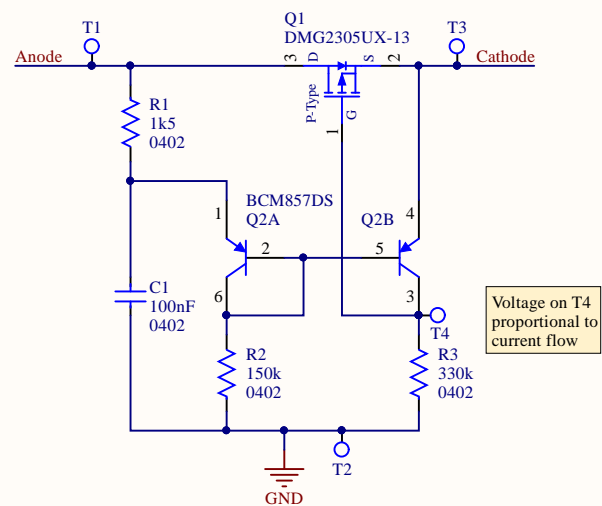 Q1
DMG2305UX-13
T1
T3
Anode
3
D
S
2
Cathode
P-Type
G
1
R1
1k5
0402
BCM857DS
1
Q2A
Q2B
4
2
5
C1
100nF
0402
6
3
T4
Voltage on T4
proportional to
current flow
R2
150k
0402
R3
330k
0402
T2
GND